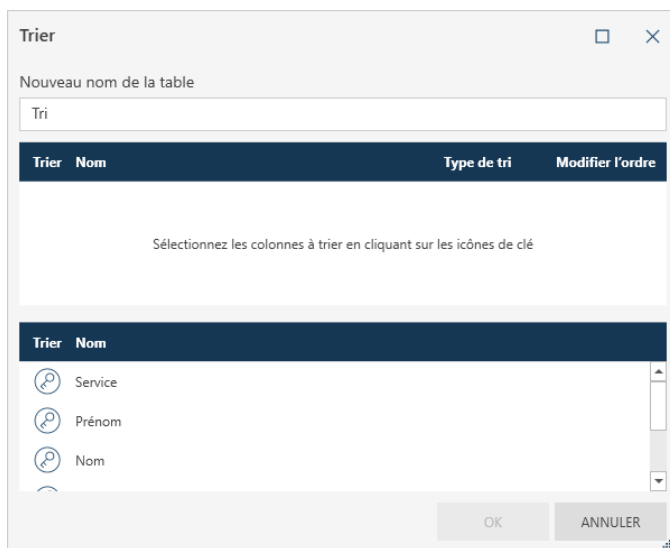 Trier
Nouveau nom de la table
Tri
Trier Nom Type de tri Modifier l'ordre
Sélectionnez les colonnes à trier en cliquant sur les icônes de clé
Trier Nom
Service
Prénom
Nom
OK ANNULER